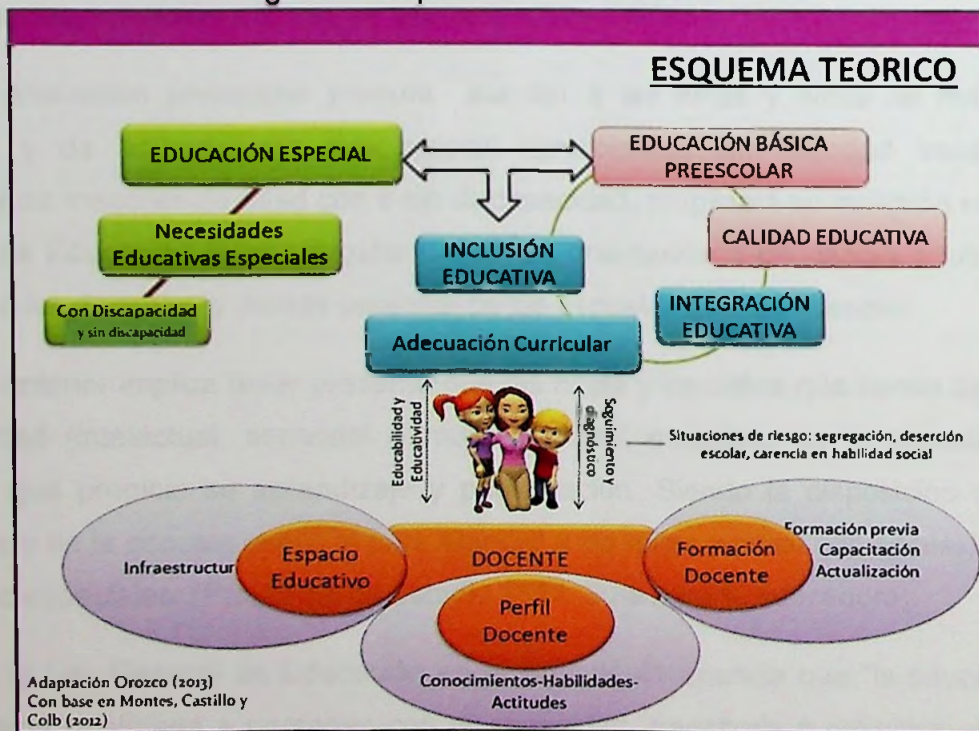 ESQUEMA TEORICO
EDUCACIÓN ESPECIAL
EDUCACIÓN BÁSICA
PREESCOLAR
Necesidades
Educativas Especiales
INCLUSIÓN
EDUCATIVA
CALIDAD EDUCATIVA
Con Discapacidad
y sin discapacidad
INTEGRACIÓN
EDUCATIVA
Adecuación Curricular
Educabilidad y
Educatividad
Seguimiento y
diagnóstico
Situaciones de riesgo: segregación, deserción
escolar, carencia en habilidad social
Infraestructur
Espacio
Educativo
DOCENTE
Formación
Docente
Formación previa
Capacitación
Actualización
Perfil
Docente
Conocimientos-Habilidades-
Actitudes
Adaptación Orozco (2013)
Con base en Montes, Castillo y
Colb (2012)